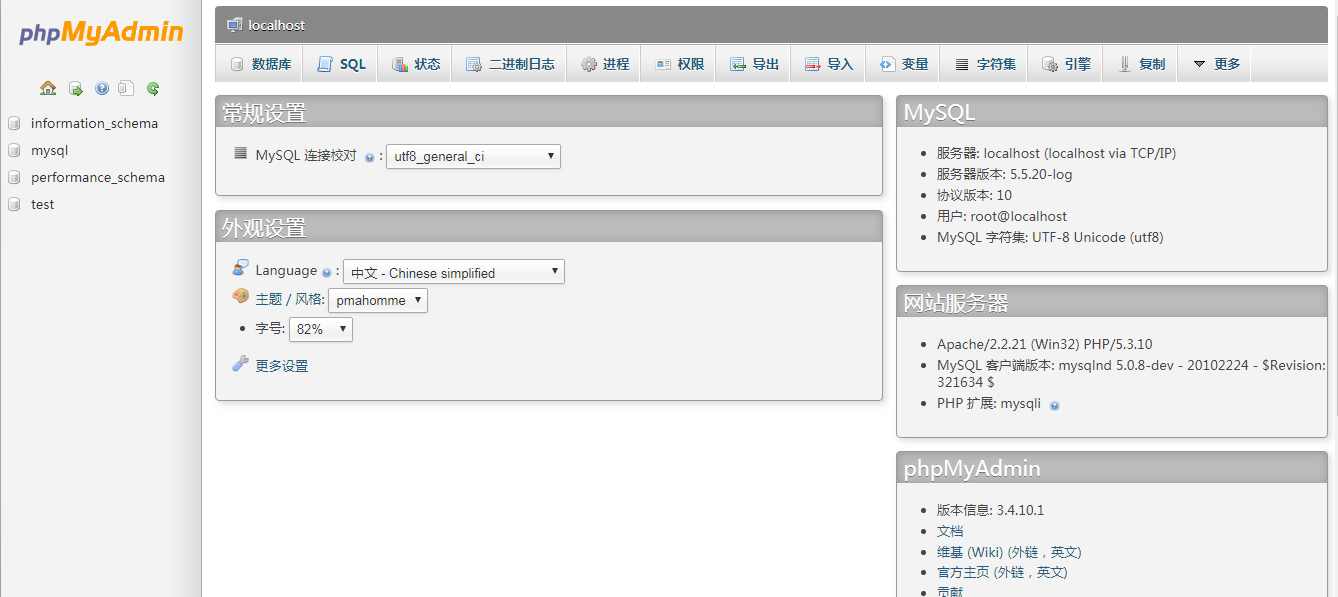 phpMyAdmin
information_schema
mysql
performance_schema
test
localhost
数据库 SQL 状态 二进制日志 进程 权限 导出 导入 变量 字符集 引擎 复制 更多
常规设置
MySQL 连接校对 : utf8_general_ci
外观设置
Language : 中文 - Chinese simplified
主题 / 风格: pmahomme
字号: 82%
更多设置
MySQL
服务器: localhost (localhost via TCP/IP)
服务器版本: 5.5.20-log
协议版本: 10
用户: root@localhost
MySQL 字符集: UTF-8 Unicode (utf8)
网站服务器
Apache/2.2.21 (Win32) PHP/5.3.10
MySQL 客户端版本: mysqlnd 5.0.8-dev - 20102224 - $Revision:
321634 $
PHP 扩展: mysqli
phpMyAdmin
版本信息: 3.4.10.1
文档
维基 (Wiki) (外链，英文)
官方主页 (外链，英文)
贡献